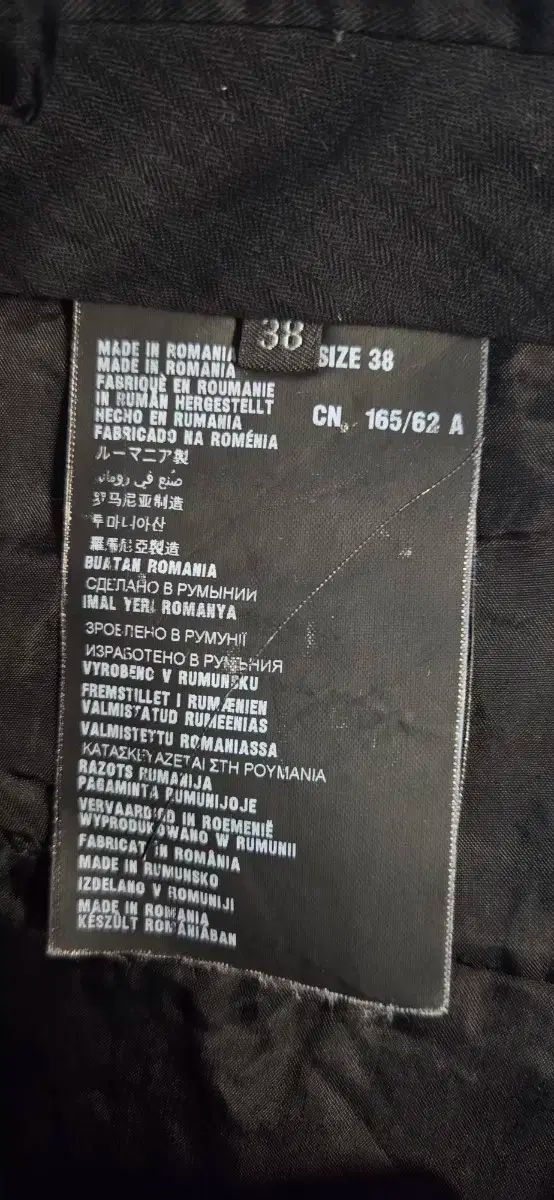 38
SIZE 38
CN 165/62 A
MADE IN ROMANIA
MADE IN ROMANIA
FABRIQUÉ EN ROUMANIE
IN RUMÄN HERGESTELLT
HECHO EN RUMANIA
FABRICADO NA ROMÉNIA
ルーマニア製
صنع في رومانيا
罗马尼亚制造
루마니아산
羅馬尼亞製造
BUATAN ROMANIA
СДЕЛАНО В РУМЫНИИ
IMAL YERI ROMANYA
ЗРОБЛЕНО В РУМУНІЇ
ИЗРАБОТЕНО В РУМЪНИЯ
VYROBENO V RUMUNSKU
FREMSTILLET I RUMÆNIEN
VALMISTATUD RUMEENIAS
VALMISTETTU ROMANIASSA
ΚΑΤΑΣΚΕΥΑΖΕΤΑΙ ΣΤΗ ΡΟΥΜΑΝΙΑ
RAZOTS RUMANIJA
PAGAMINTA RUMUNIJOJE
VERVAARDIGD IN ROEMENIË
WYPRODUKOWANO W RUMUNII
FABRICAT IN ROMÂNIA
MADE IN RUMUNSKO
IZDELANO V ROMUNIJI
MADE IN ROMANIA
KÉSZÜLT ROMÁNIÁBAN